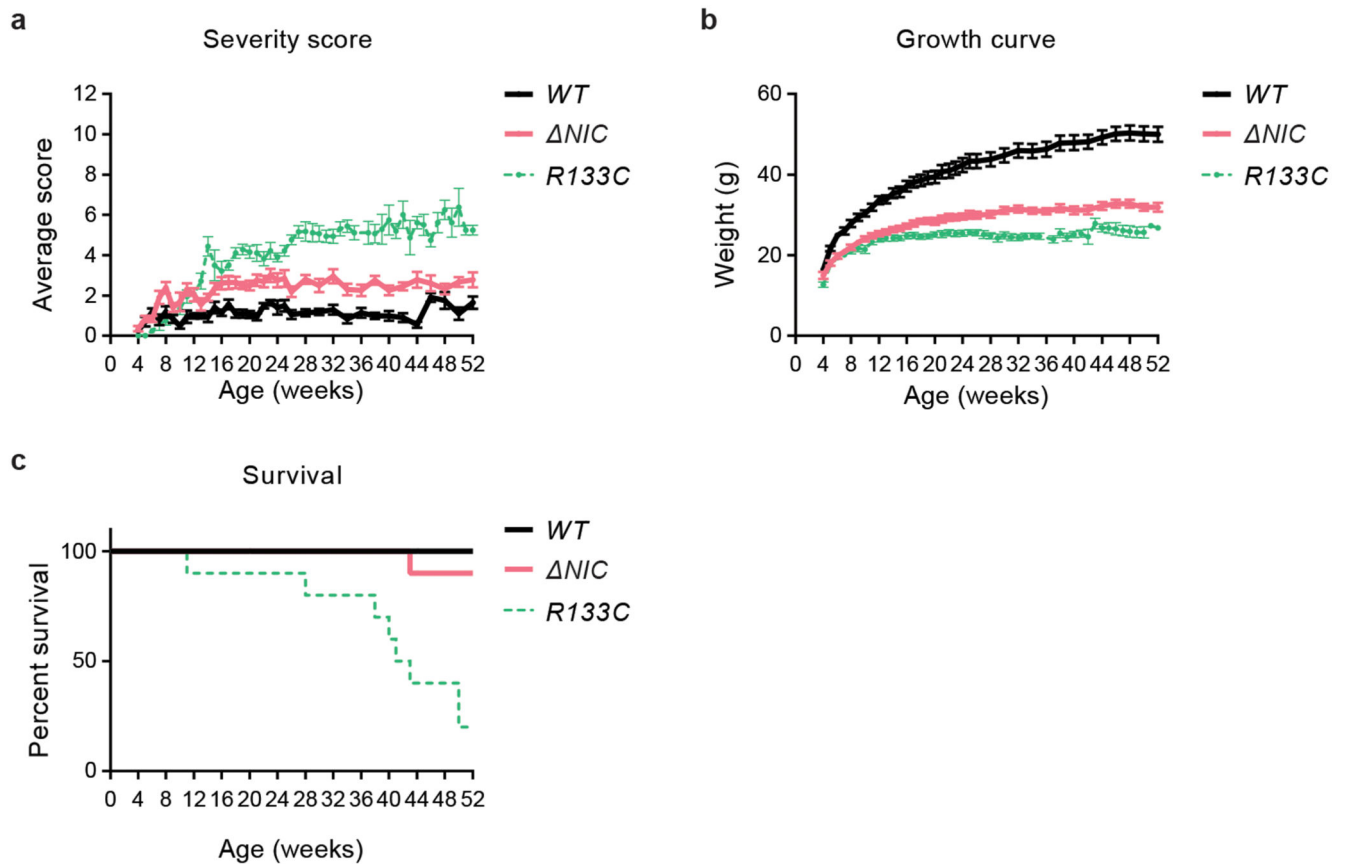 a
Severity score
12
10
8
6
4
2
0
Average score
0 4 8 12 16 20 24 28 32 36 40 44 48 52
Age (weeks)
WT
ΔNIC
R133C
b
Growth curve
60
40
20
0
Weight (g)
0 4 8 12 16 20 24 28 32 36 40 44 48 52
Age (weeks)
WT
ΔNIC
R133C
c
Survival
100
50
0
Percent survival
0 4 8 12 16 20 24 28 32 36 40 44 48 52
Age (weeks)
WT
ΔNIC
R133C